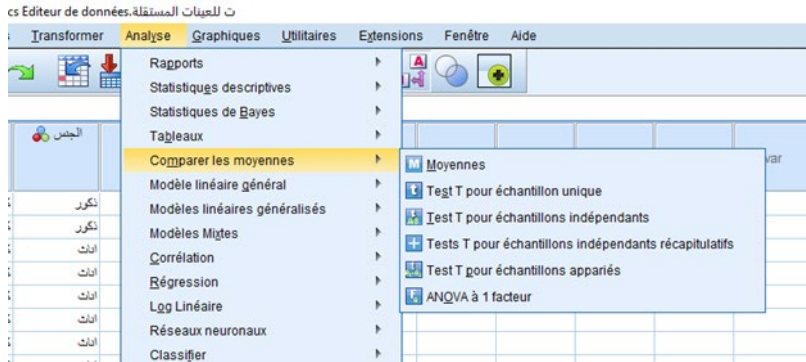 ت للعينات المستقلة.cs Editeur de données
Transformer Analyse Graphiques Utilitaires Extensions Fenêtre Aide
A
Rapports
Statistiques descriptives
Statistiques de Bayes
Tableaux
الجنس
Comparer les moyennes
Modèle linéaire général
Modèles linéaires généralisés
Modèles Mixtes
Corrélation
Régression
Log Linéaire
Réseaux neuronaux
Classifier
M Moyennes
Test T pour échantillon unique
Test T pour échantillons indépendants
Tests T pour échantillons indépendants récapitulatifs
Test T pour échantillons appariés
ANOVA à 1 facteur
var
ذكور
ذكور
اناث
اناث
اناث
اناث
اناث